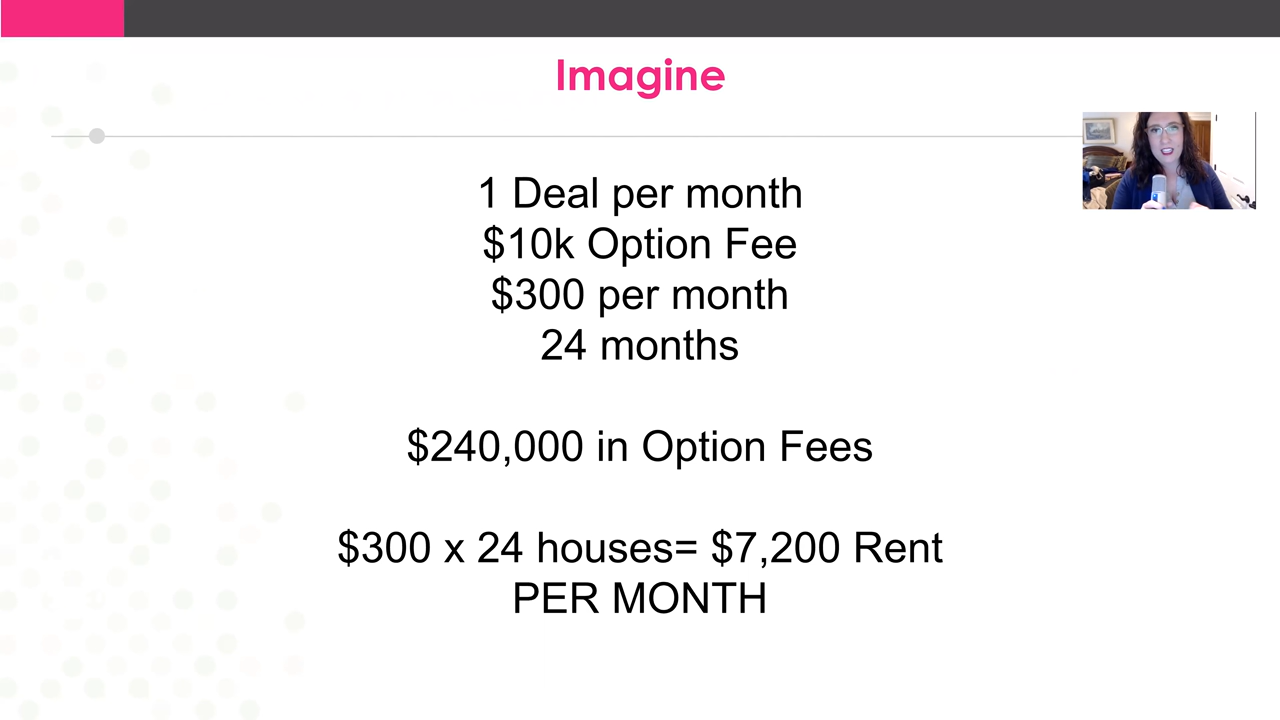 Imagine
1 Deal per month
$10k Option Fee
$300 per month
24 months
$240,000 in Option Fees
$300 x 24 houses= $7,200 Rent
PER MONTH